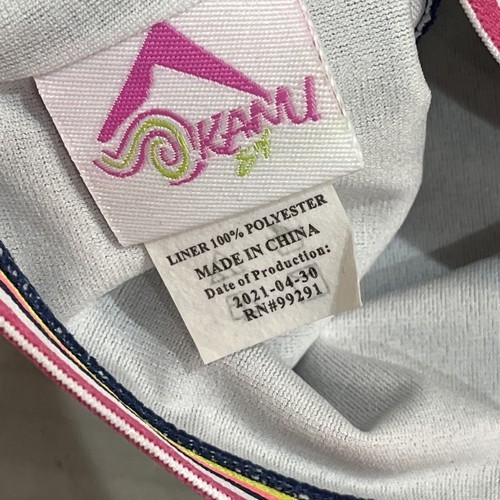 KANU
Surf
LINER 100% POLYESTER
MADE IN CHINA
Date of Production:
2021-04-30
RN#99291